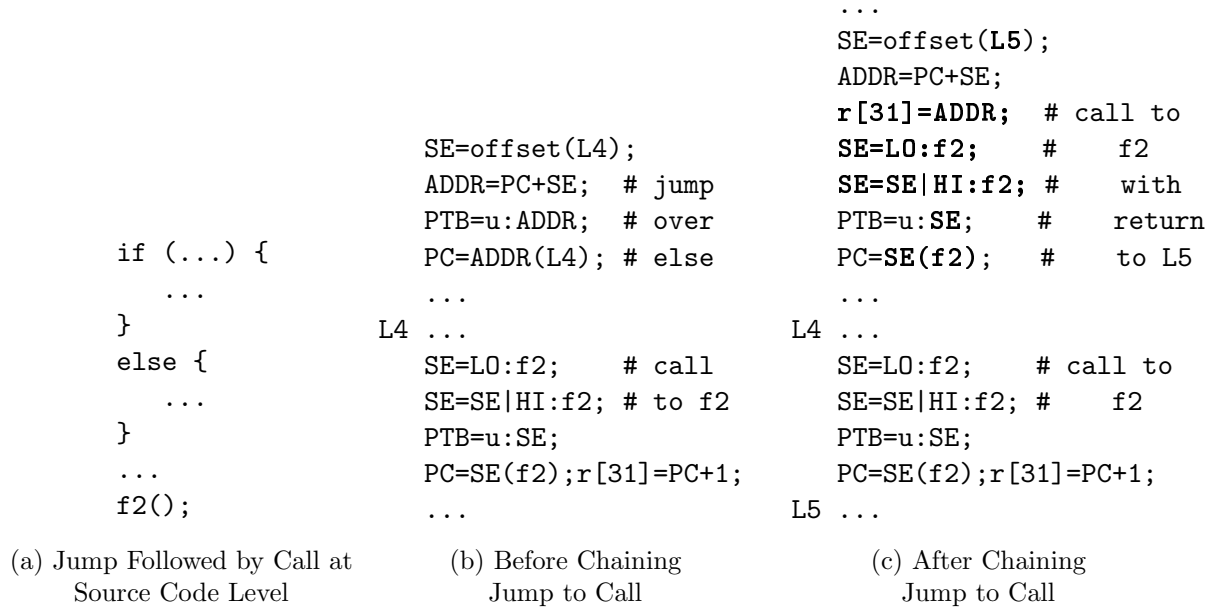 if (...) {
...
}
else {
...
}
...
f2();
(a) Jump Followed by Call at
Source Code Level
SE=offset(L4);
ADDR=PC+SE; # jump
PTB=u:ADDR; # over
PC=ADDR(L4); # else
...
L4 ...
SE=LO:f2; # call
SE=SE|HI:f2; # to f2
PTB=u:SE;
PC=SE(f2);r[31]=PC+1;
...
(b) Before Chaining
Jump to Call
...
SE=offset(L5);
ADDR=PC+SE;
r[31]=ADDR; # call to
SE=LO:f2; # f2
SE=SE|HI:f2; # with
PTB=u:SE; # return
PC=SE(f2); # to L5
...
L4 ...
SE=LO:f2; # call to
SE=SE|HI:f2; # f2
PTB=u:SE;
PC=SE(f2);r[31]=PC+1;
L5 ...
(c) After Chaining
Jump to Call